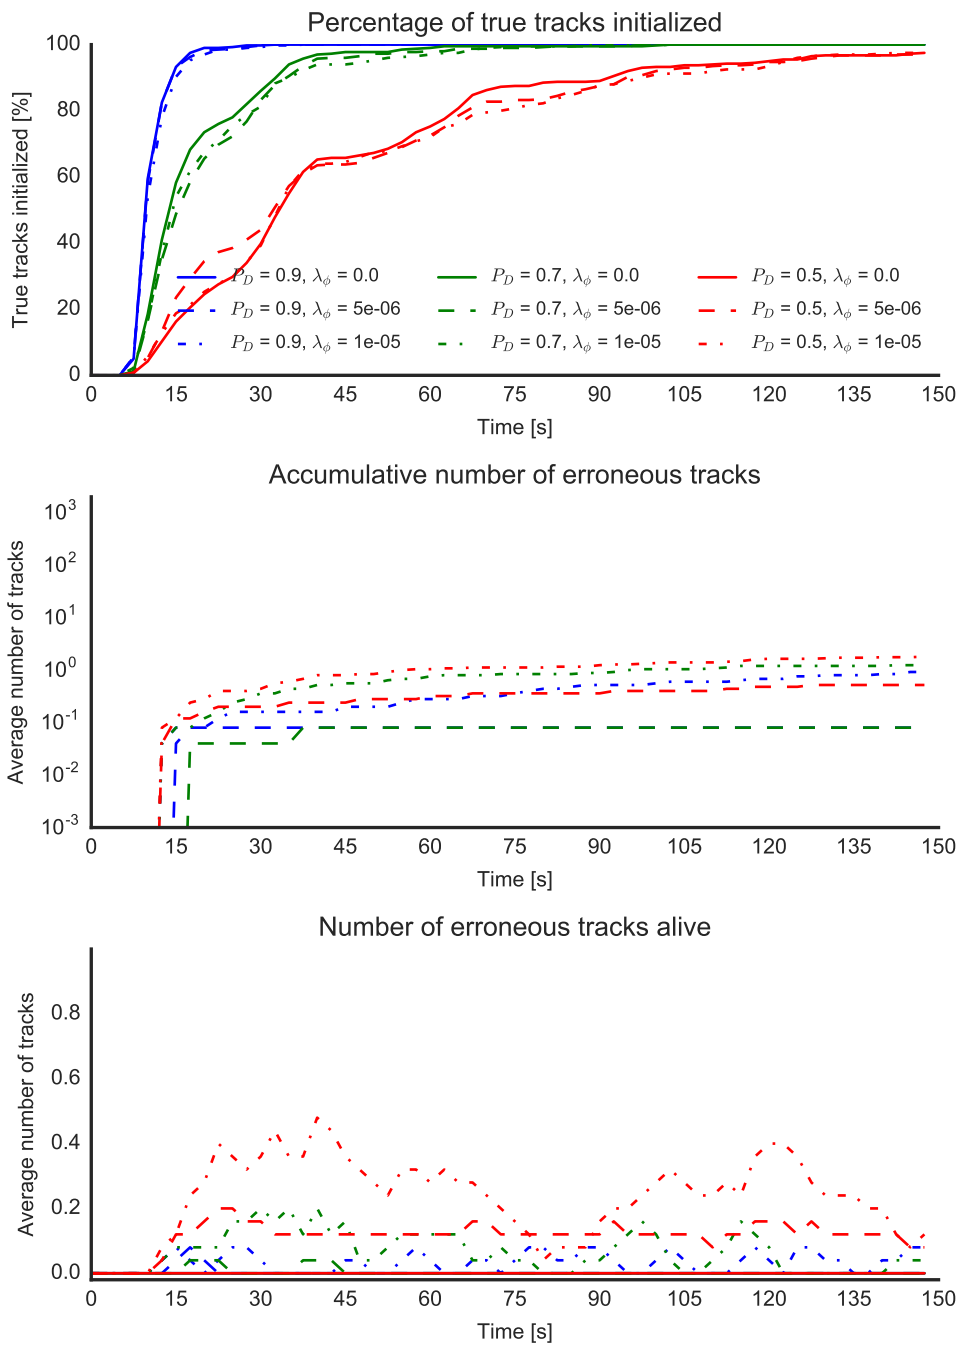 Percentage of true tracks initialized
True tracks initialized [%]
100
80
60
40
20
0
P_D = 0.9, λ_ϕ = 0.0
P_D = 0.7, λ_ϕ = 0.0
P_D = 0.5, λ_ϕ = 0.0
P_D = 0.9, λ_ϕ = 5e-06
P_D = 0.7, λ_ϕ = 5e-06
P_D = 0.5, λ_ϕ = 5e-06
P_D = 0.9, λ_ϕ = 1e-05
P_D = 0.7, λ_ϕ = 1e-05
P_D = 0.5, λ_ϕ = 1e-05
0 15 30 45 60 75 90 105 120 135 150
Time [s]
Accumulative number of erroneous tracks
Average number of tracks
10^3
10^2
10^1
10^0
10^-1
10^-2
10^-3
0 15 30 45 60 75 90 105 120 135 150
Time [s]
Number of erroneous tracks alive
Average number of tracks
0.8
0.6
0.4
0.2
0.0
0 15 30 45 60 75 90 105 120 135 150
Time [s]